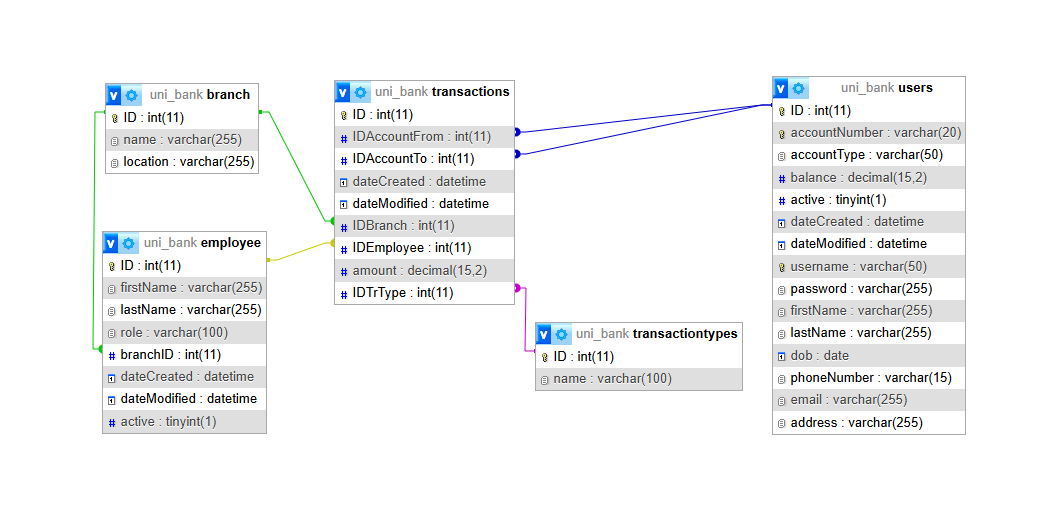 v uni_bank branch
ID : int(11)
name : varchar(255)
location : varchar(255)
v uni_bank employee
ID : int(11)
firstName : varchar(255)
lastName : varchar(255)
role : varchar(100)
# branchID : int(11)
dateCreated : datetime
dateModified : datetime
# active : tinyint(1)
v uni_bank transactions
ID : int(11)
# IDAccountFrom : int(11)
# IDAccountTo : int(11)
dateCreated : datetime
dateModified : datetime
# IDBranch : int(11)
# IDEmployee : int(11)
# amount : decimal(15,2)
# IDTrType : int(11)
v uni_bank transactiontypes
ID : int(11)
name : varchar(100)
v uni_bank users
ID : int(11)
accountNumber : varchar(20)
accountType : varchar(50)
# balance : decimal(15,2)
# active : tinyint(1)
dateCreated : datetime
dateModified : datetime
username : varchar(50)
password : varchar(255)
firstName : varchar(255)
lastName : varchar(255)
dob : date
phoneNumber : varchar(15)
email : varchar(255)
address : varchar(255)